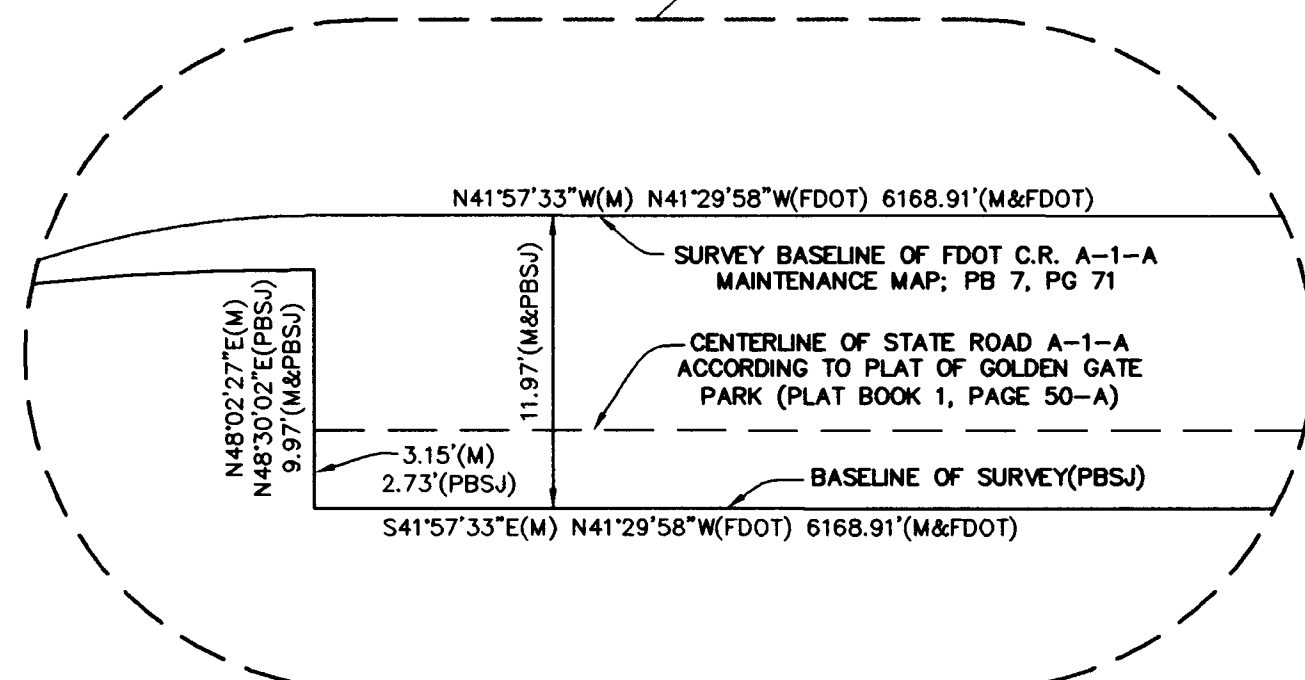 N41°57'33"W(M) N41°29'58"W(FDOT) 6168.91'(M&FDOT)
SURVEY BASELINE OF FDOT C.R. A-1-A
MAINTENANCE MAP; PB 7, PG 71
11.97'(M&PBSJ)
N48°02'27"E(M)
N48°30'02"E(PBSJ)
9.97'(M&PBSJ)
CENTERLINE OF STATE ROAD A-1-A
ACCORDING TO PLAT OF GOLDEN GATE
PARK (PLAT BOOK 1, PAGE 50-A)
3.15'(M)
2.73'(PBSJ)
BASELINE OF SURVEY(PBSJ)
S41°57'33"E(M) N41°29'58"W(FDOT) 6168.91'(M&FDOT)